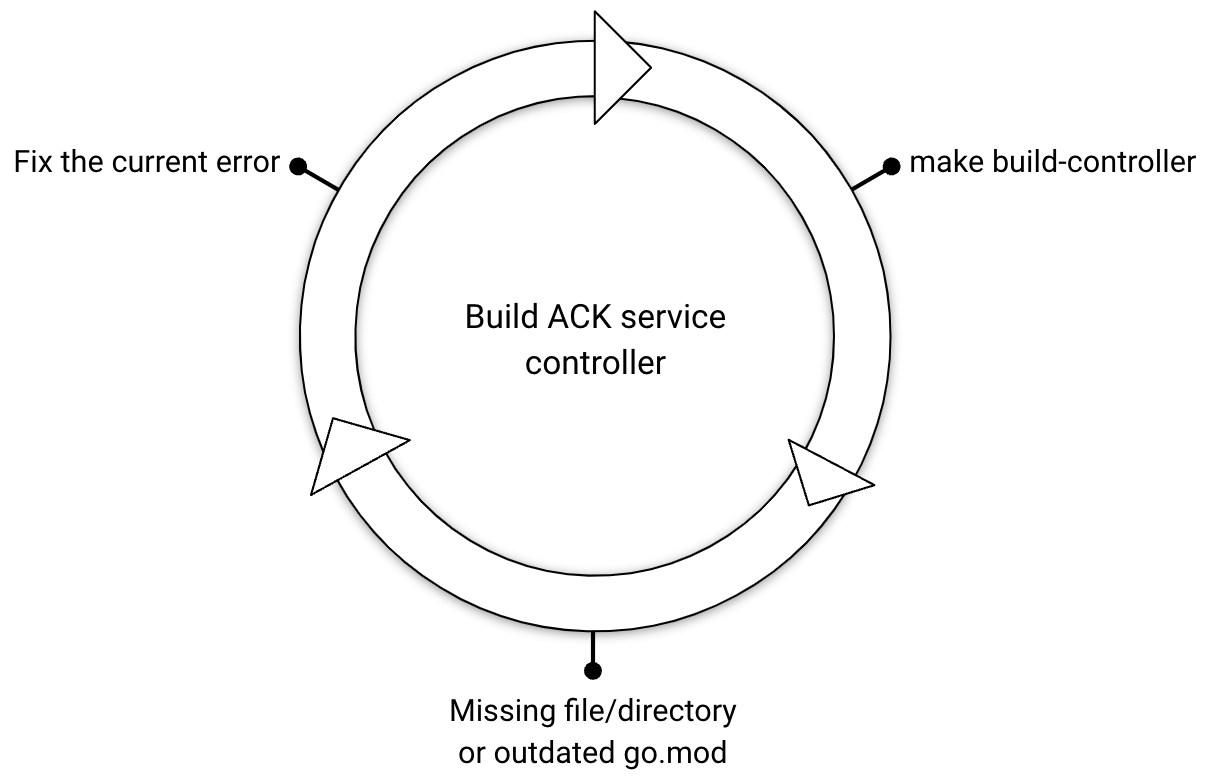 Fix the current error
make build-controller
Build ACK service
controller
Missing file/directory
or outdated go.mod